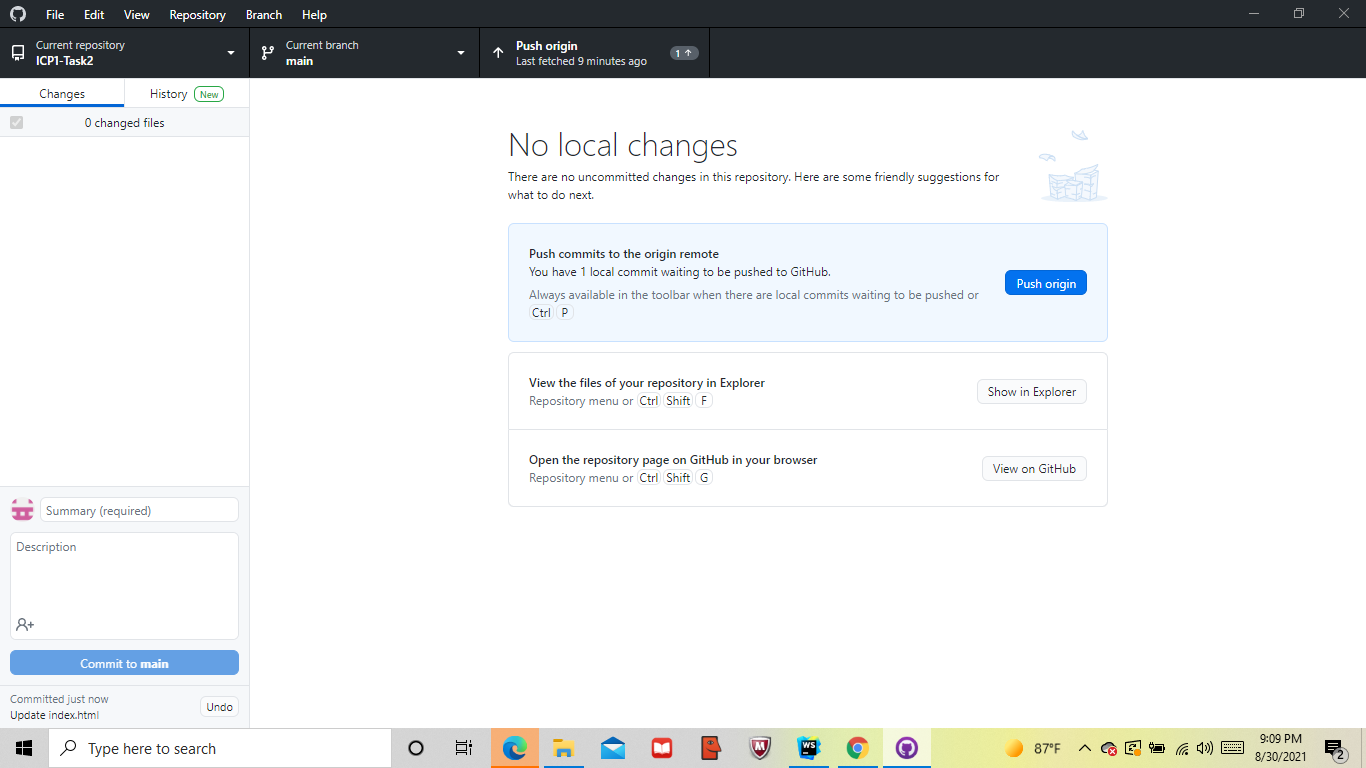 File Edit View Repository Branch Help
Current repository
ICP1-Task2
Current branch
main
Push origin
Last fetched 9 minutes ago
1
Changes
History New
0 changed files
No local changes
There are no uncommitted changes in this repository. Here are some friendly suggestions for
what to do next.
Push commits to the origin remote
You have 1 local commit waiting to be pushed to GitHub.
Always available in the toolbar when there are local commits waiting to be pushed or
Ctrl P
Push origin
View the files of your repository in Explorer
Repository menu or Ctrl Shift F
Show in Explorer
Open the repository page on GitHub in your browser
Repository menu or Ctrl Shift G
View on GitHub
Summary (required)
Description
Commit to main
Committed just now
Update index.html
Undo
Type here to search
WS
87°F
9:09 PM
8/30/2021
2